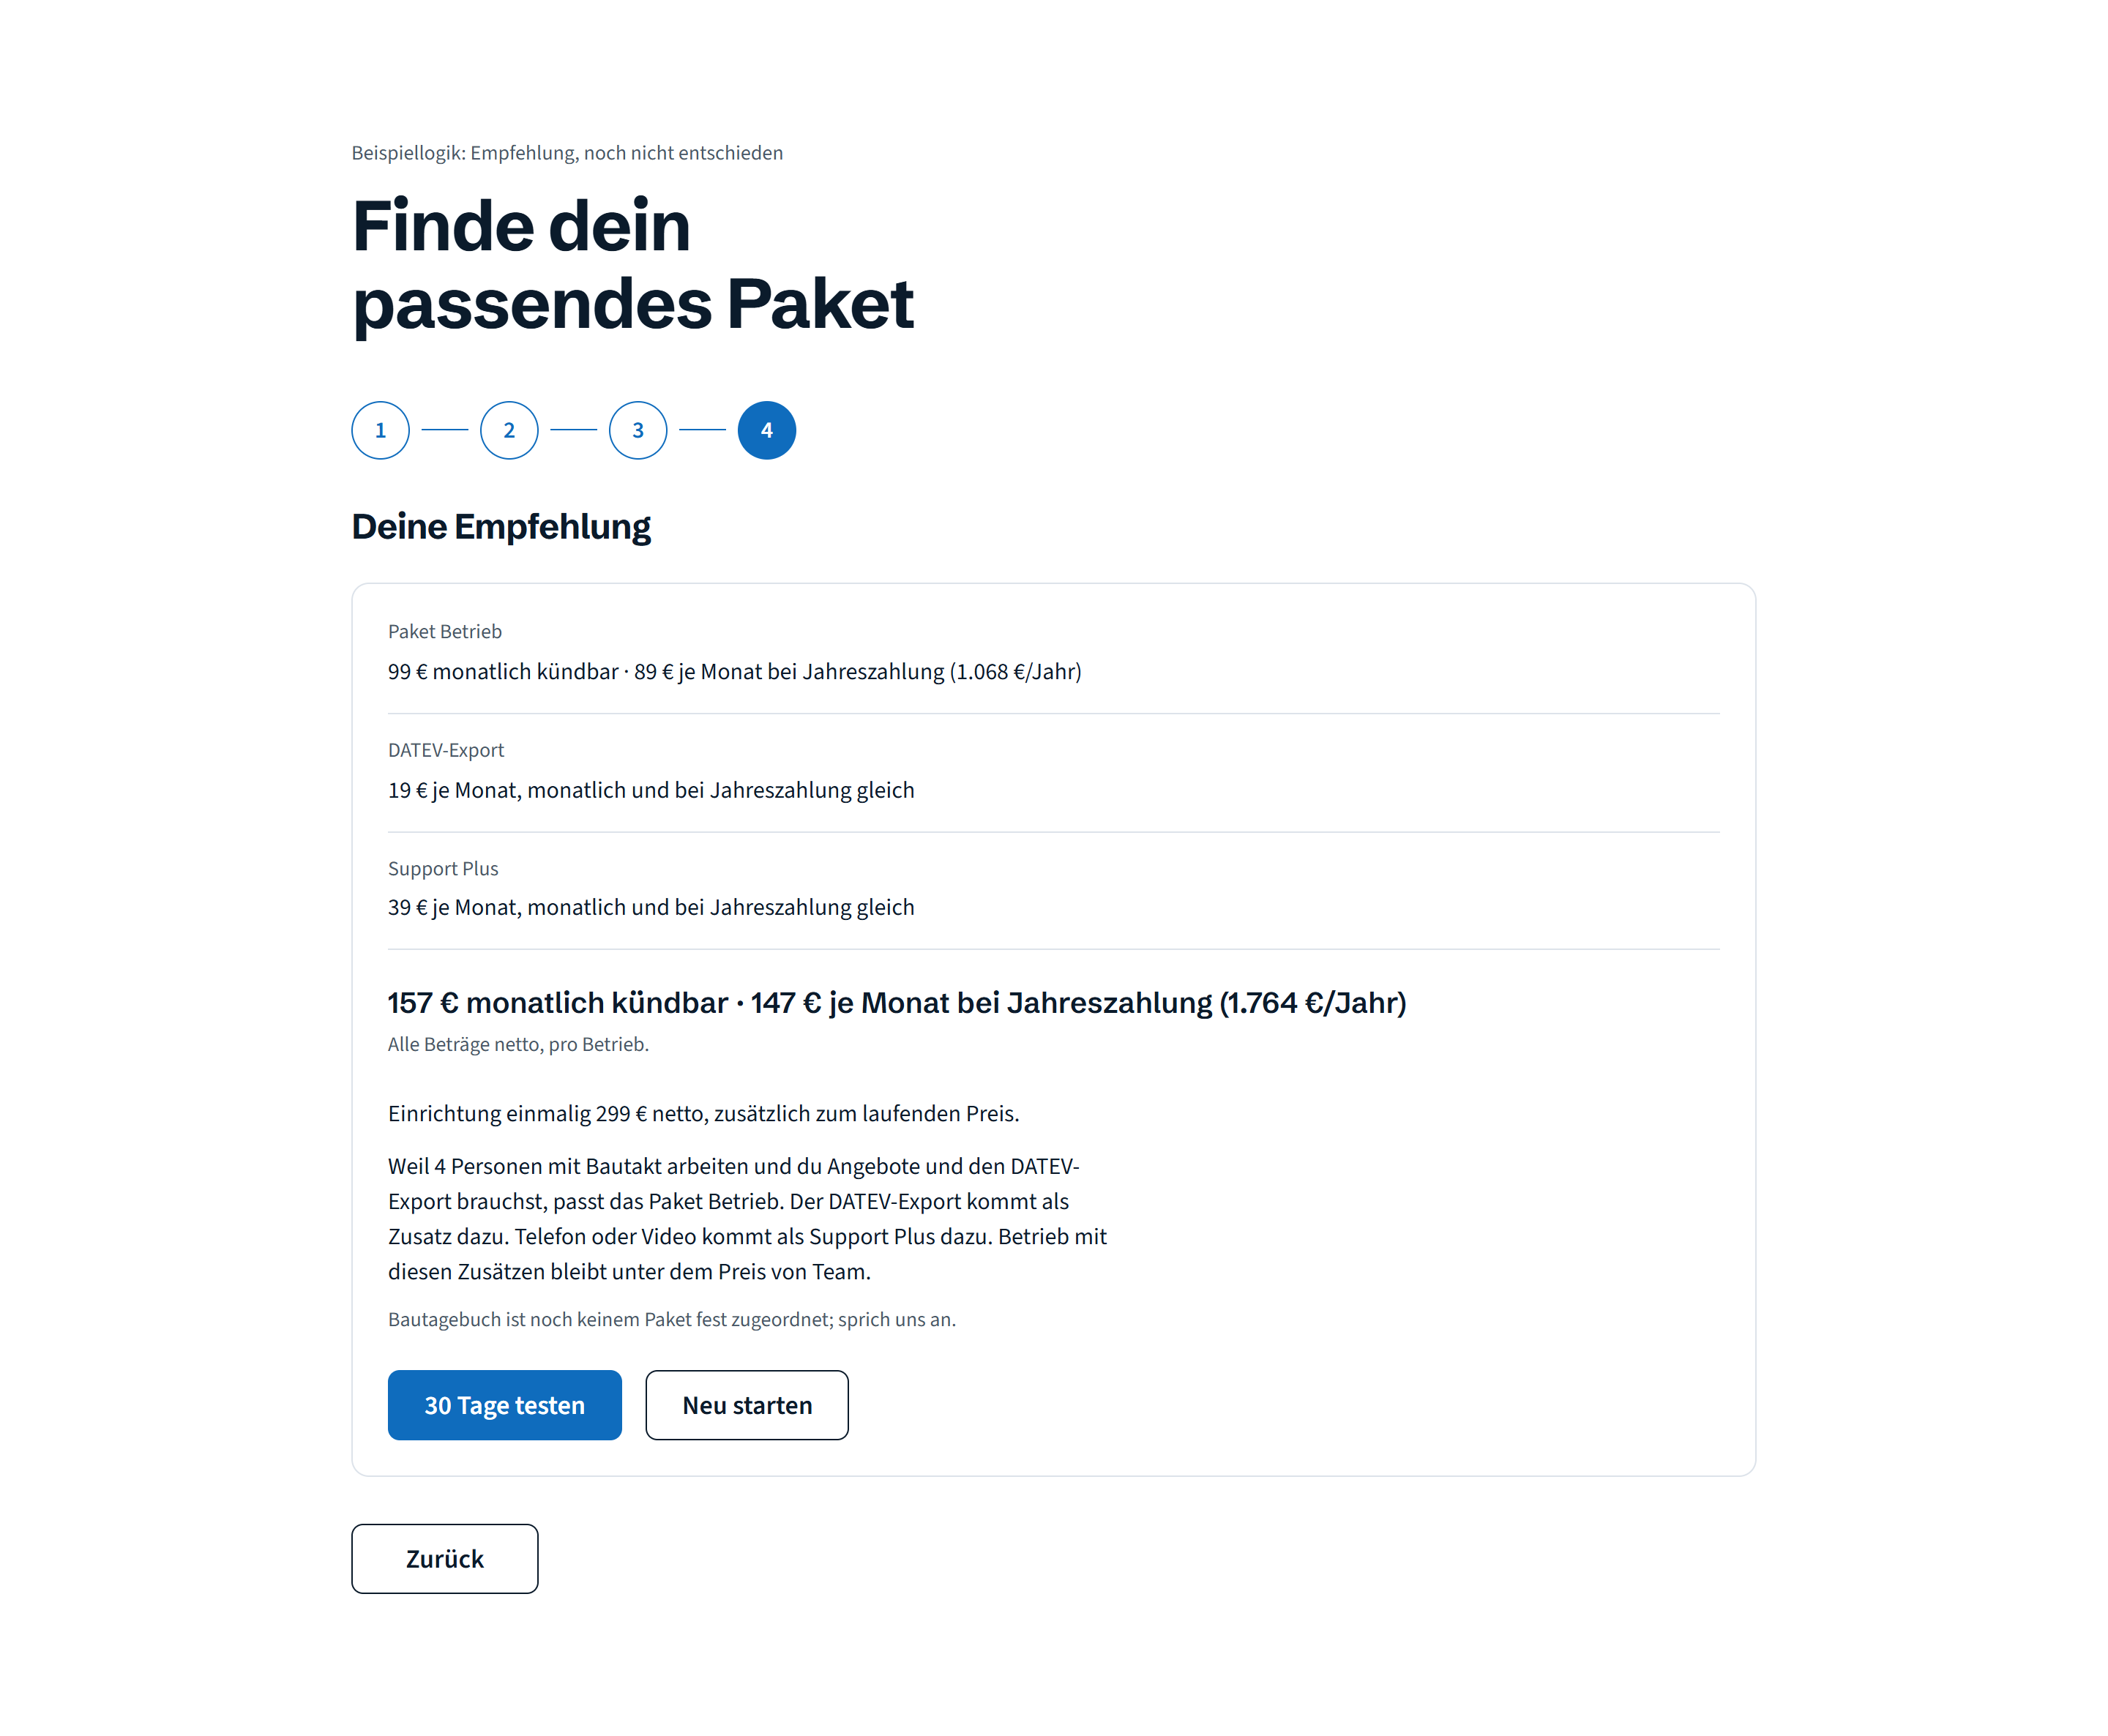 Beispiellogik: Empfehlung, noch nicht entschieden
Finde dein
passendes Paket
1
2
3
4
Deine Empfehlung
Paket Betrieb
99 € monatlich kündbar · 89 € je Monat bei Jahreszahlung (1.068 €/Jahr)
DATEV-Export
19 € je Monat, monatlich und bei Jahreszahlung gleich
Support Plus
39 € je Monat, monatlich und bei Jahreszahlung gleich
157 € monatlich kündbar · 147 € je Monat bei Jahreszahlung (1.764 €/Jahr)
Alle Beträge netto, pro Betrieb.
Einrichtung einmalig 299 € netto, zusätzlich zum laufenden Preis.
Weil 4 Personen mit Bautakt arbeiten und du Angebote und den DATEV-
Export brauchst, passt das Paket Betrieb. Der DATEV-Export kommt als
Zusatz dazu. Telefon oder Video kommt als Support Plus dazu. Betrieb mit
diesen Zusätzen bleibt unter dem Preis von Team.
Bautagebuch ist noch keinem Paket fest zugeordnet; sprich uns an.
30 Tage testen
Neu starten
Zurück